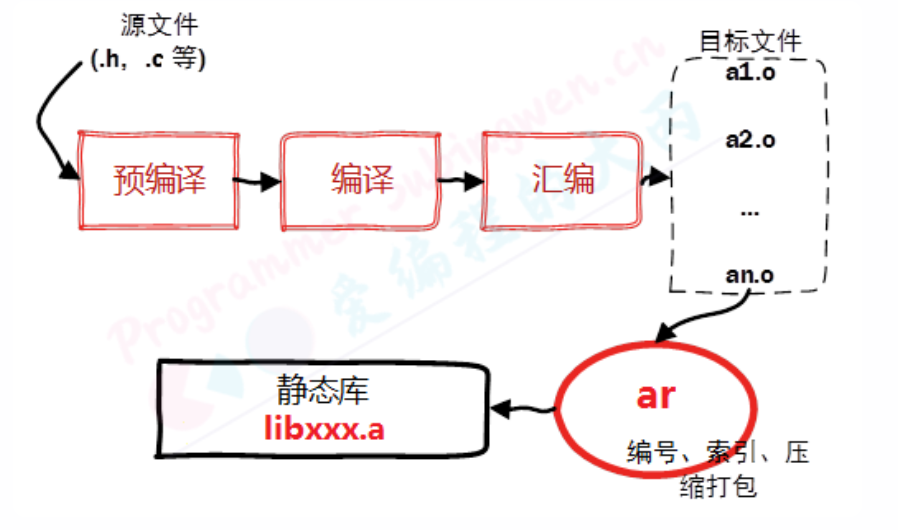 源文件
(.h, .c 等)
目标文件
a1.o
a2.o
...
an.o
预编译
编译
汇编
ar
编号、索引、压
缩打包
静态库
libxxx.a
Programmer subingwen.cn
爱编程的大丙